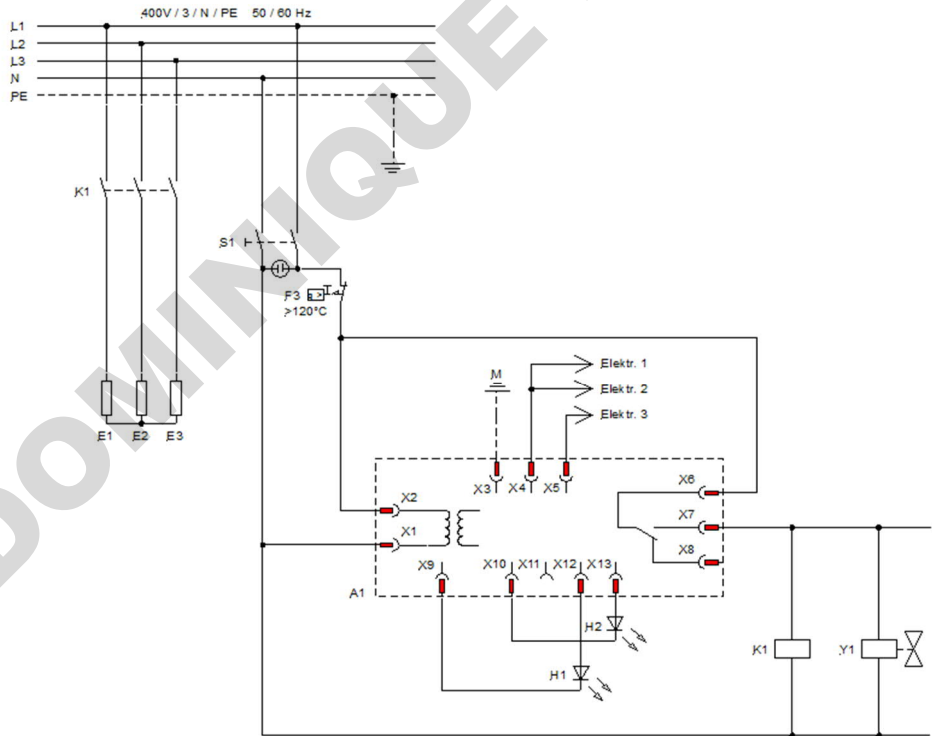 400V / 3 / N / PE 50 / 60 Hz
L1
L2
L3
N
PE
K1
S1
F3
>120°C
E1 E2 E3
M
Elektr. 1
Elektr. 2
Elektr. 3
X3 X4 X5
X6
X2
X7
X1
X8
X9 X10 X11 X12 X13
A1
H2
H1
K1
Y1
DOMINIQUE